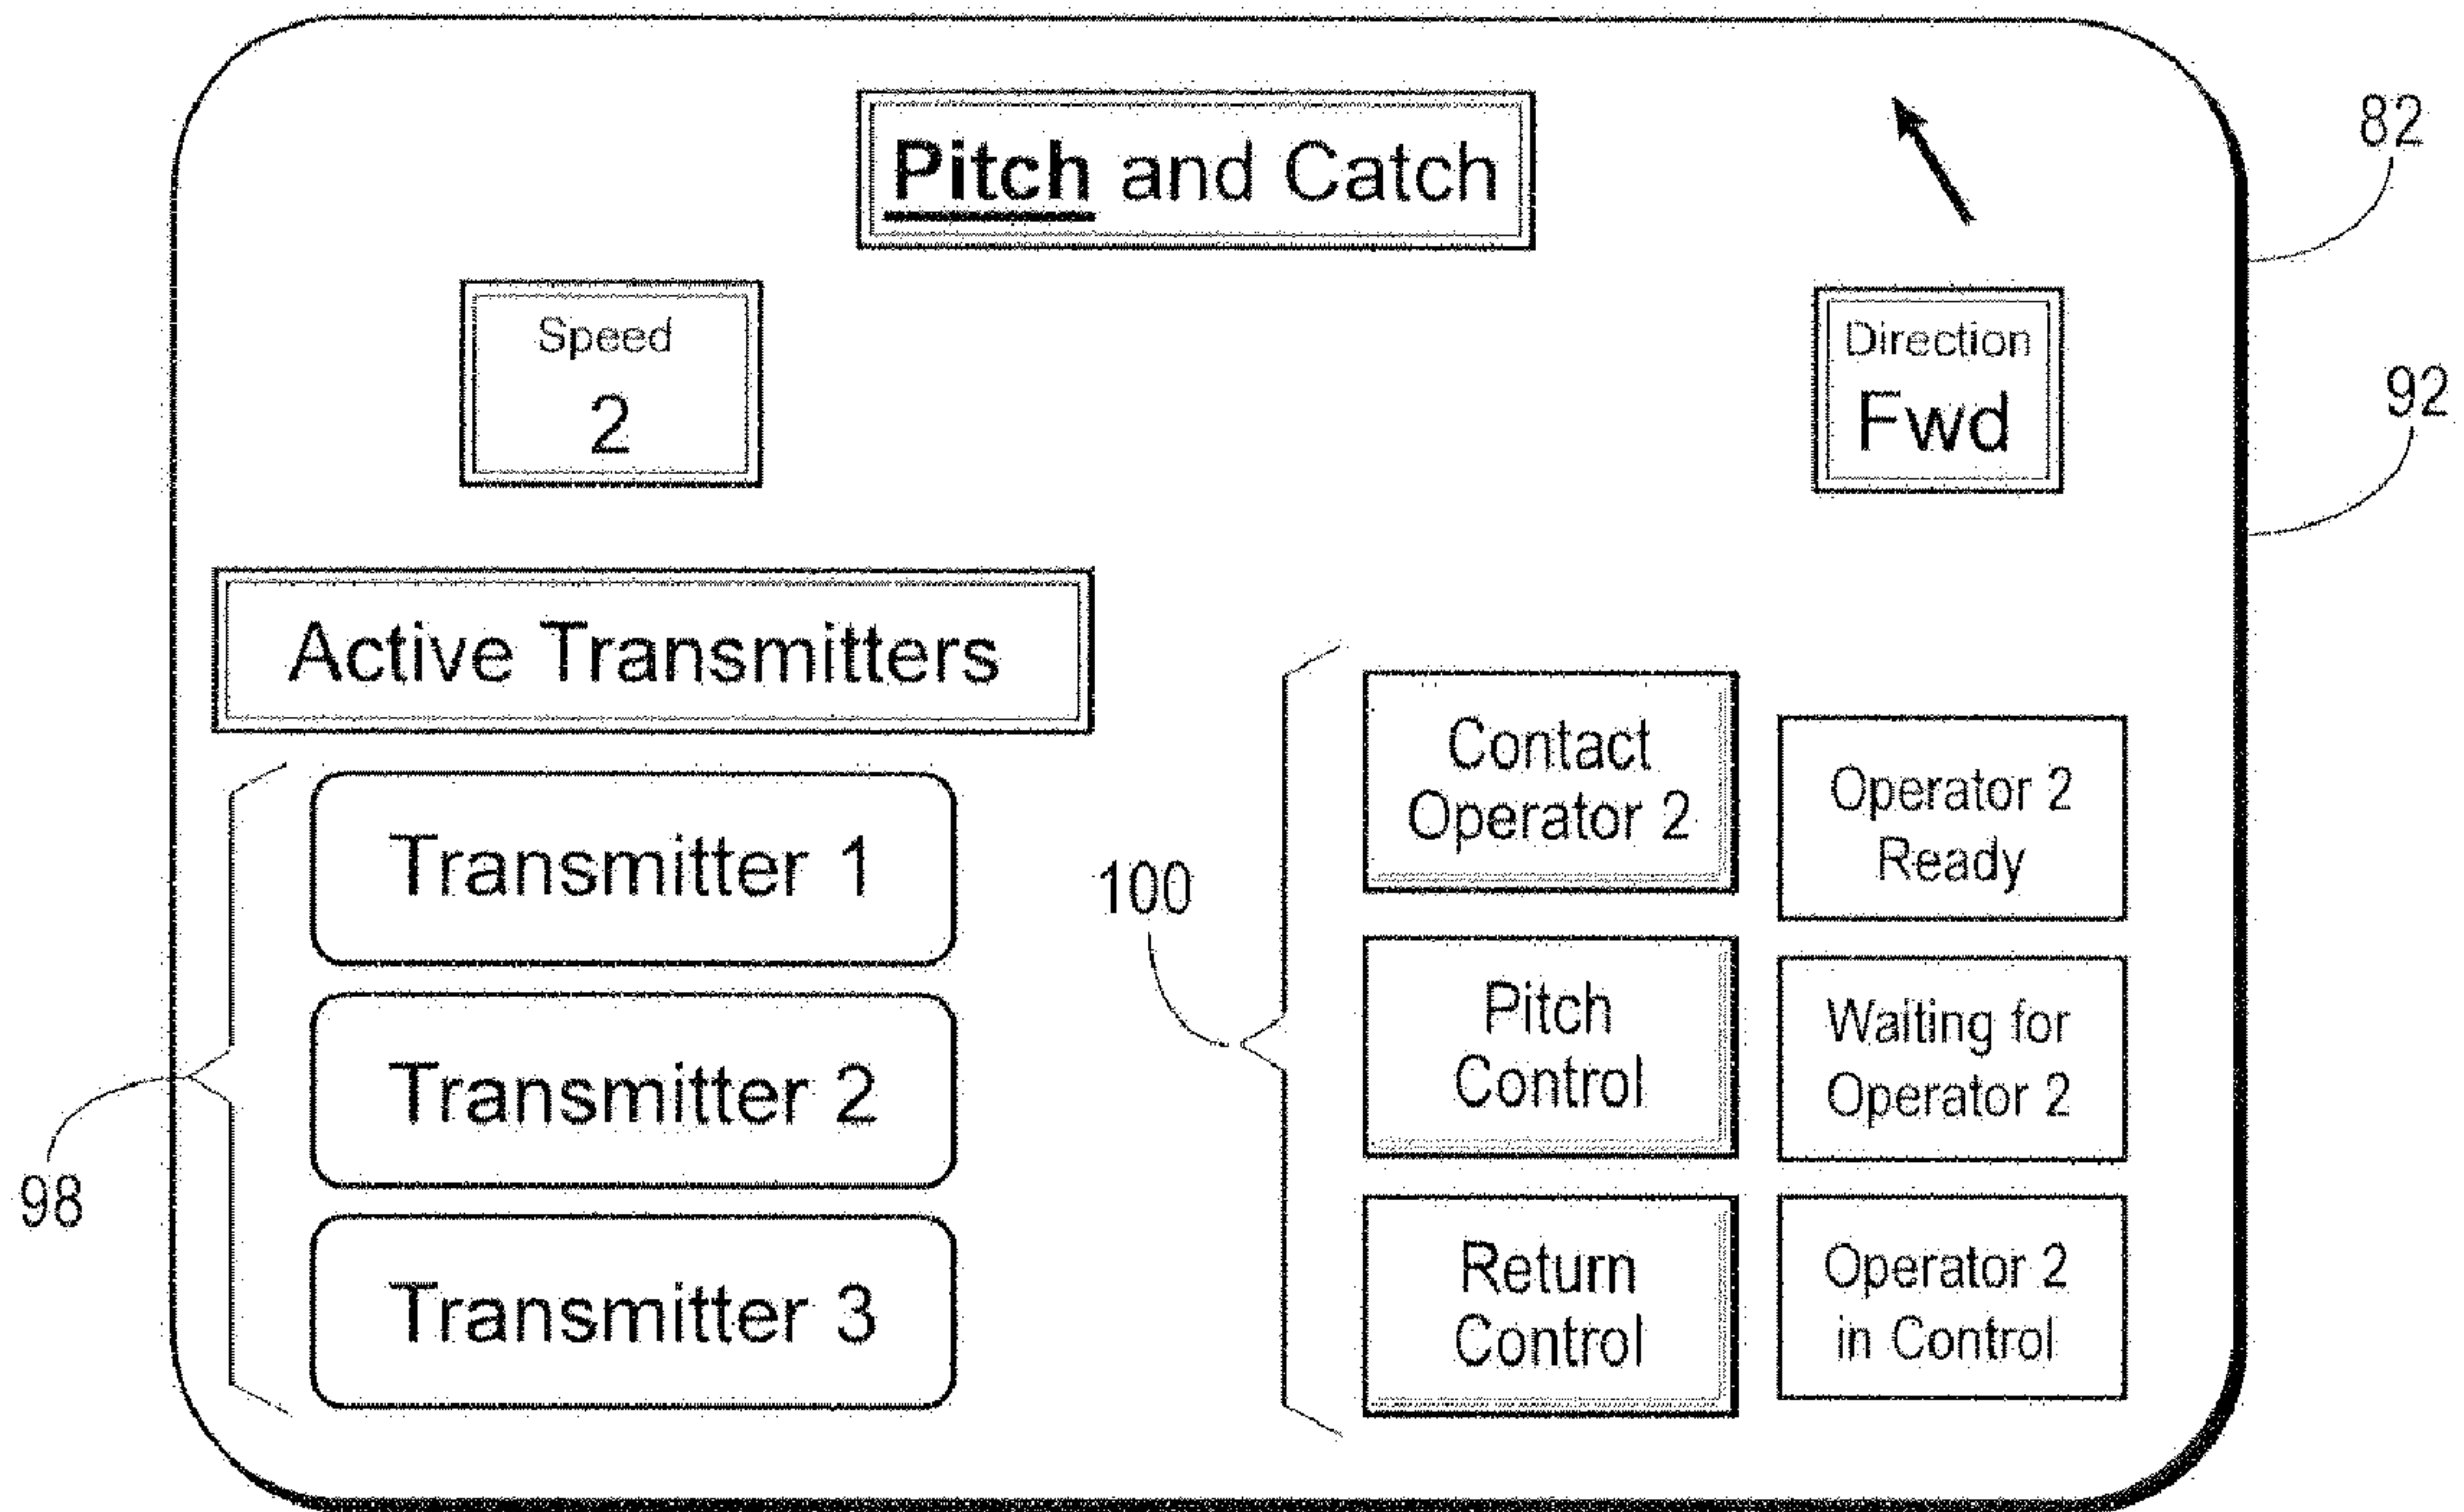 Pitch and Catch
82
Speed
2
Direction
Fwd
92
Active Transmitters
Transmitter 1
Transmitter 2
Transmitter 3
98
100
Contact
Operator 2
Pitch
Control
Return
Control
Operator 2
Ready
Waiting for
Operator 2
Operator 2
in Control